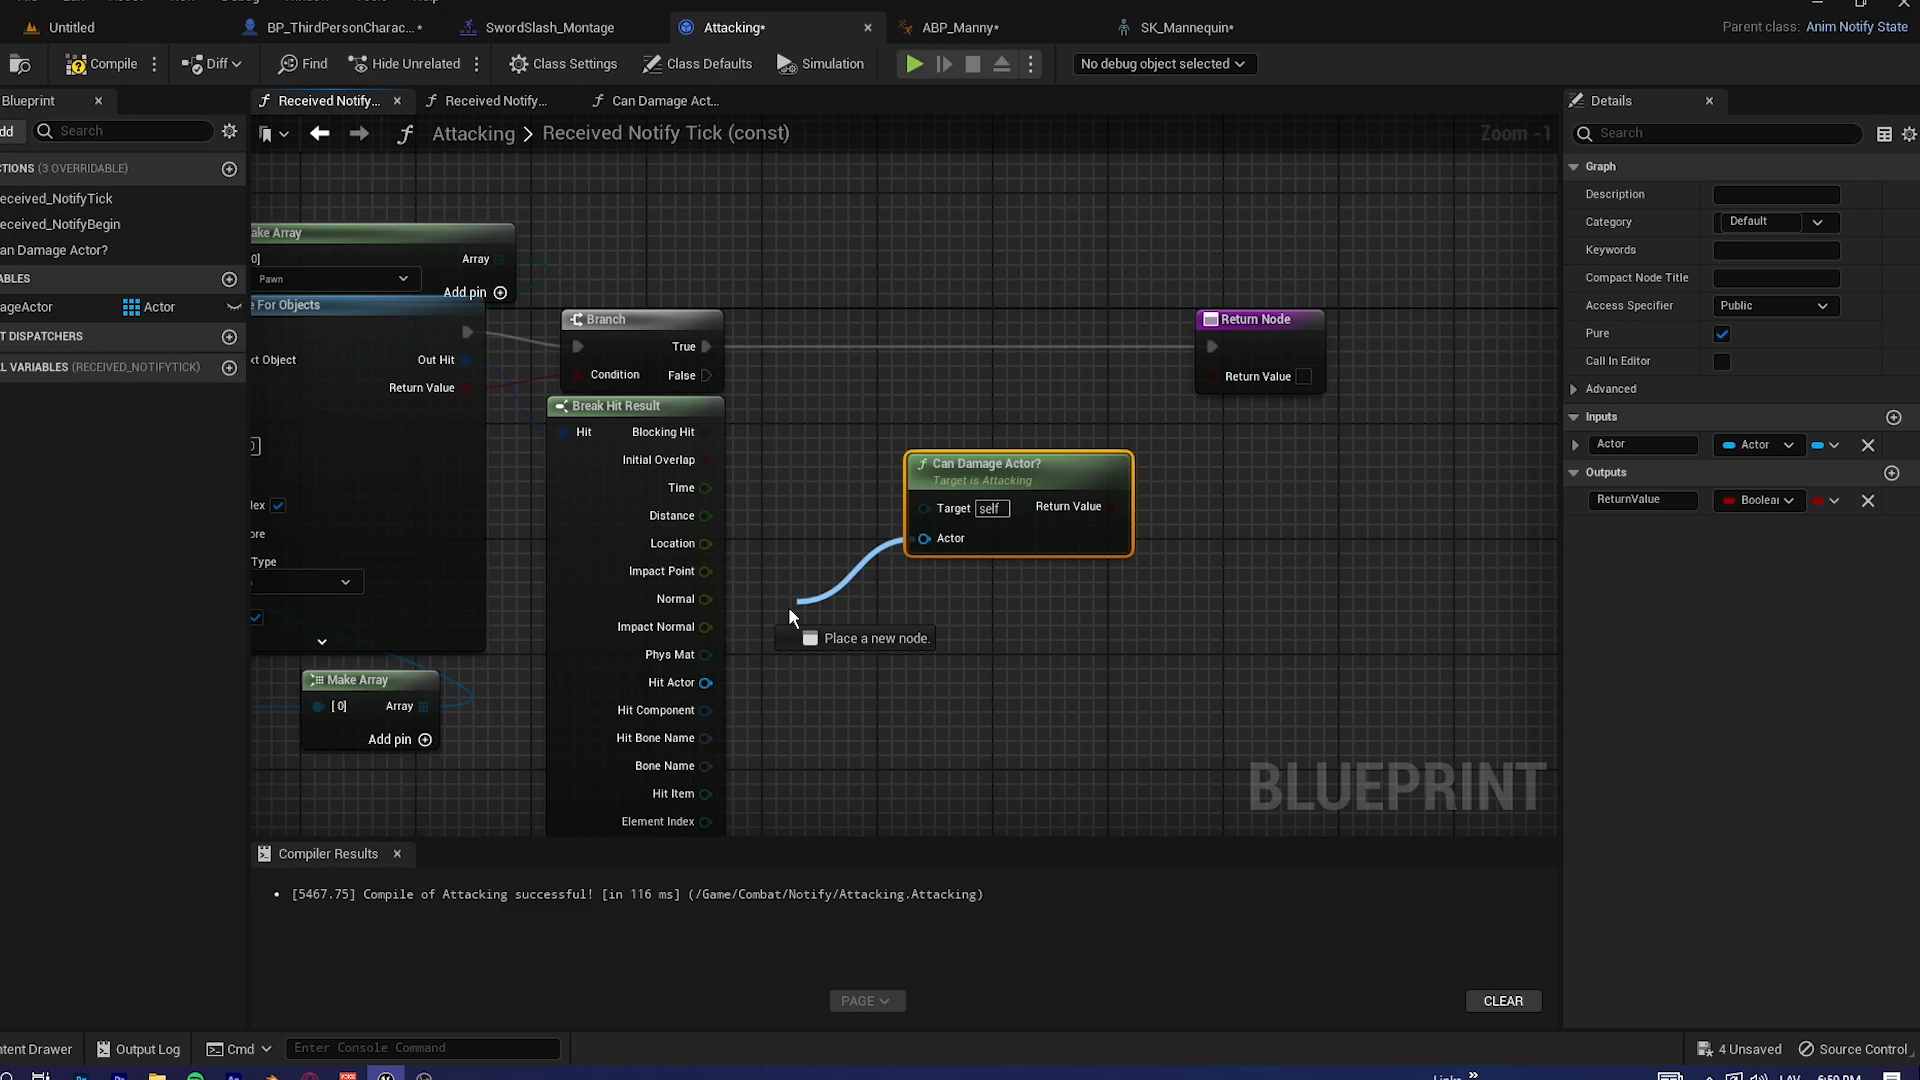 Untitled
BP_ThirdPersonCharac...*
SwordSlash_Montage
Attacking*
ABP_Manny*
SK_Mannequin*
Parent class: Anim Notify State
Compile
Diff
Find
Hide Unrelated
Class Settings
Class Defaults
Simulation
No debug object selected
Blueprint
Received Notify...
Received Notify...
Can Damage Act...
Details
dd
Search
Attacking > Received Notify Tick (const)
Zoom -1
Search
CTIONS (3 OVERRIDABLE)
eceived_NotifyTick
eceived_NotifyBegin
an Damage Actor?
ABLES
ageActor
Actor
T DISPATCHERS
L VARIABLES (RECEIVED_NOTIFYTICK)
Graph
Description
Category
Default
Keywords
Compact Node Title
Access Specifier
Public
Pure
Call In Editor
Advanced
Inputs
Actor
Actor
Outputs
ReturnValue
Boolea
ake Array
0]
Array
Pawn
Add pin
e For Objects
xt Object
Out Hit
Return Value
lex
ore
Type
Make Array
[ 0]
Array
Add pin
Branch
True
Condition
False
Break Hit Result
Hit
Blocking Hit
Initial Overlap
Time
Distance
Location
Impact Point
Normal
Impact Normal
Phys Mat
Hit Actor
Hit Component
Hit Bone Name
Bone Name
Hit Item
Element Index
Can Damage Actor?
Target is Attacking
Target
self
Return Value
Actor
Place a new node.
Return Node
Return Value
BLUEPRINT
Compiler Results
[5467.75] Compile of Attacking successful! [in 116 ms] (/Game/Combat/Notify/Attacking.Attacking)
PAGE
CLEAR
ntent Drawer
Output Log
Cmd
Enter Console Command
4 Unsaved
Source Control